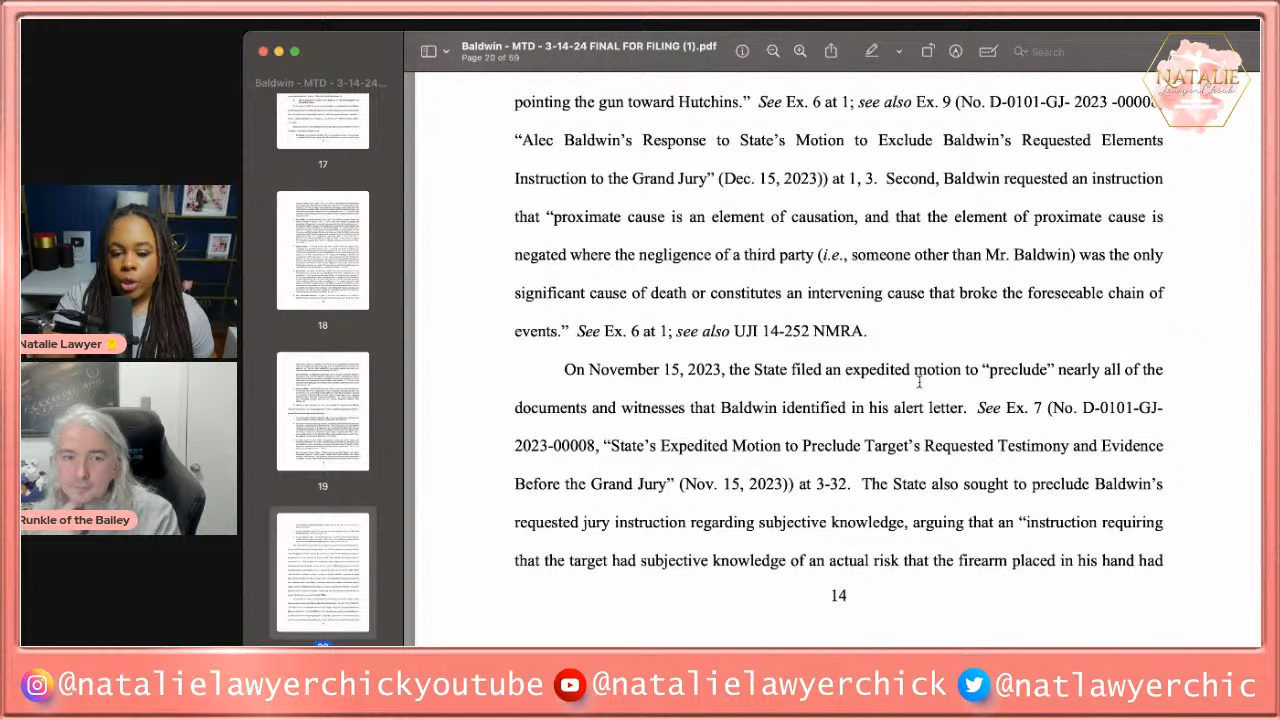 Baldwin - MTD - 3-14-24 FINAL FOR FILING (1).pdf
Page 20 of 59
Search
NATALIE
LawyerChick
Baldwin - MTD - 3-14-24...
17
18
19
pointing the gun toward Hutchins.
See Ex. 6 at 1; see also Ex. 9 (No.
2023
"Alec Baldwin's Response to State's Motion to Exclude Baldwin's Requested Elements
Instruction to the Grand Jury" (Dec. 15, 2023)) at 1, 3. Second, Baldwin requested an instruction
that "proximate cause is an element of causation, and that the element of proximate cause is
negated where the negligence of a third party (i.e., someone other than Mr. Baldwin) was the only
significant cause of death or constitutes an intervening cause that broke the foreseeable chain of
events." See Ex. 6 at 1; see also UJI 14-252 NMRA.
On November 15, 2023, the State filed an expedited motion to "preclude" nearly all of the
documents and witnesses that Baldwin identified in his alert letter. See Ex. 7 (No. D-0101-GJ-
2023-00008 "State's Expedited Motion to Preclude Target's Requested Testimony and Evidence
Before the Grand Jury" (Nov. 15, 2023)) at 3-32. The State also sought to preclude Baldwin's
requested jury instruction regarding subjective knowledge, arguing that an "instruction requiring
that the target had subjective knowledge of an actual risk that the firearm placed in his hand had
14
Natalie Lawyer
Runkle of the Bailey
@natalielawyerchickyoutube
@natalielawyerchick
@natlawyerchic